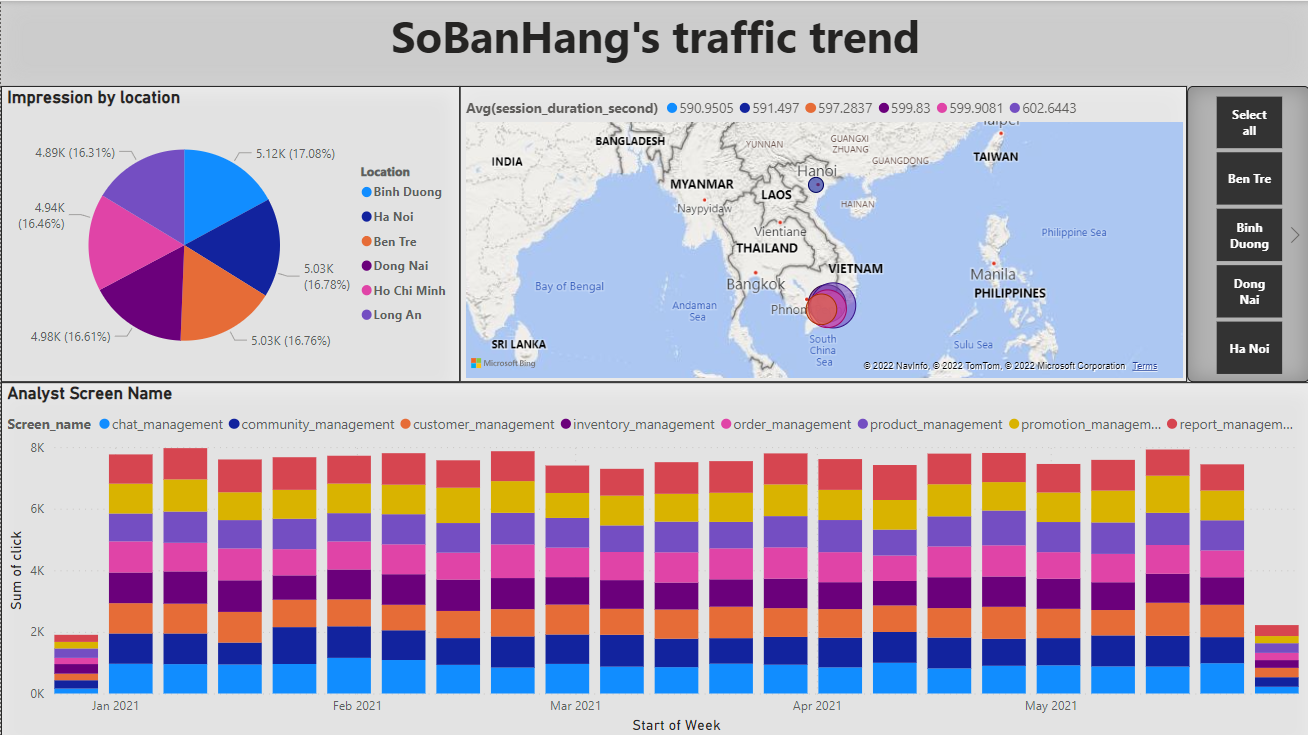 SoBanHang's traffic trend
Impression by location
4.89K (16.31%)
5.12K (17.08%)
4.94K
(16.46%)
5.03K
(16.78%)
4.98K (16.61%)
5.03K (16.76%)
Location
Binh Duong
Ha Noi
Ben Tre
Dong Nai
Ho Chi Minh
Long An
Avg(session_duration_second) 590.9505 591.497 597.2837 599.83 599.9081 602.6443
Taipei
BANGLADESH
YUNNAN
GUANGXI
ZHUANG
GUANGDONG
TAIWAN
INDIA
Hanoi
MYANMAR
LAOS
Naypyidaw
HAINAN
Vientiane
THAILAND
Philippine Sea
VIETNAM
Bay of Bengal
Bangkok
Manila
PHILIPPINES
Andaman
Sea
Phnom
SRI LANKA
South
China
Sea
Sulu Sea
Microsoft Bing
© 2022 NavInfo, © 2022 TomTom, © 2022 Microsoft Corporation Terms
Select
all
Ben Tre
Binh
Duong
Dong
Nai
Ha Noi
Analyst Screen Name
Screen_name chat_management community_management customer_management inventory_management order_management product_management promotion_managem... report_managem...
Sum of click
8K
6K
4K
2K
0K
Jan 2021 Feb 2021 Mar 2021 Apr 2021 May 2021
Start of Week